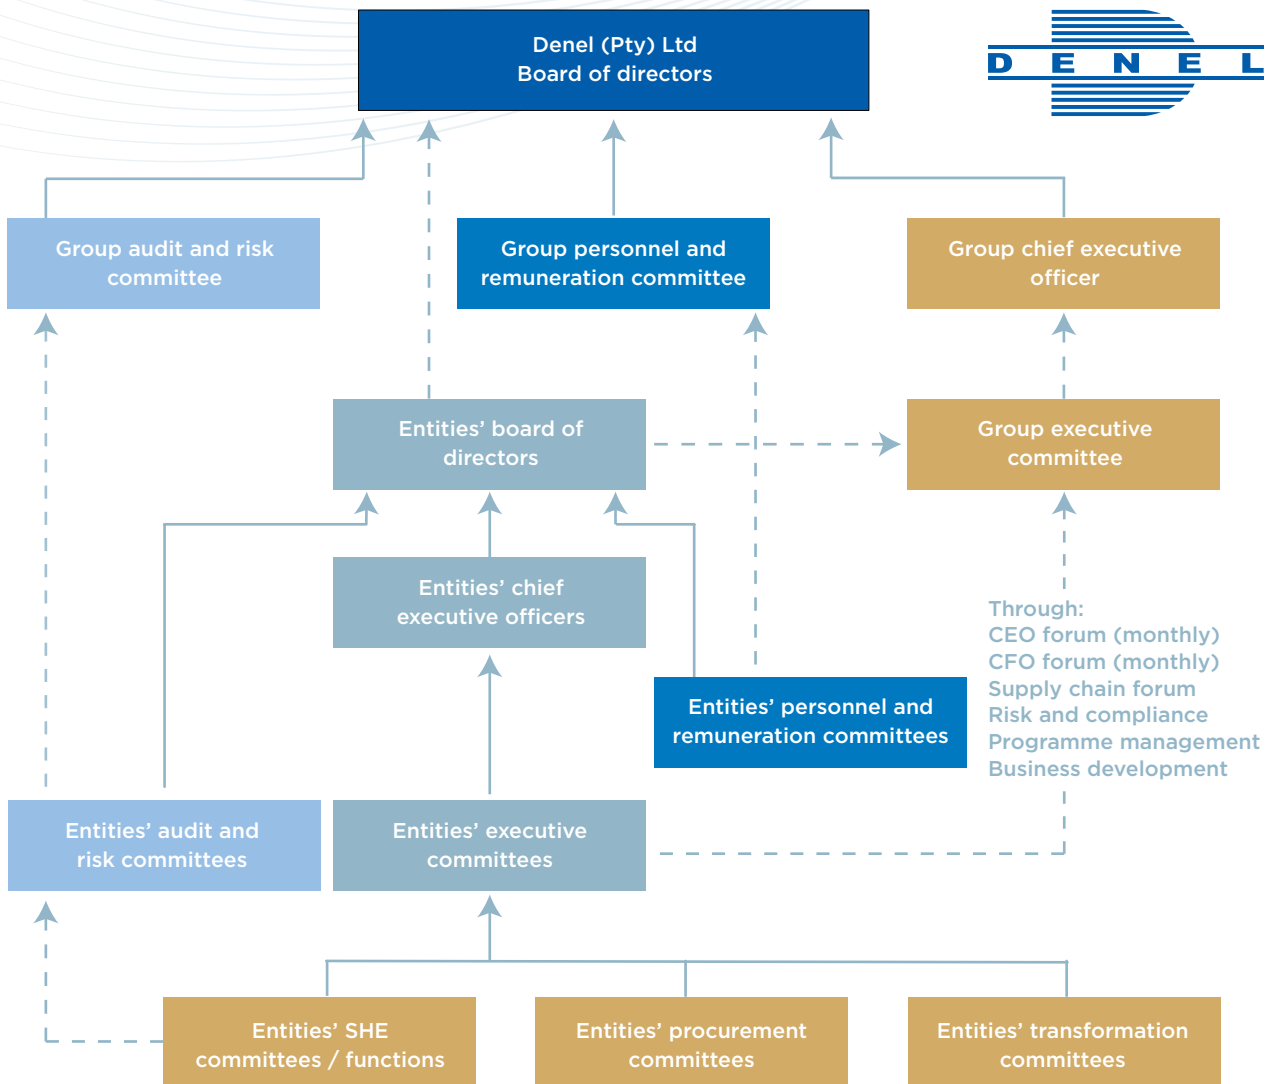 Denel (Pty) Ltd
Board of directors
DENEL
Group audit and risk
committee
Group personnel and
remuneration committee
Group chief executive
officer
Entities’ board of
directors
Group executive
committee
Entities’ chief
executive officers
Through:
CEO forum (monthly)
CFO forum (monthly)
Supply chain forum
Risk and compliance
Programme management
Business development
Entities’ personnel and
remuneration committees
Entities’ audit and
risk committees
Entities’ executive
committees
Entities’ SHE
committees / functions
Entities’ procurement
committees
Entities’ transformation
committees